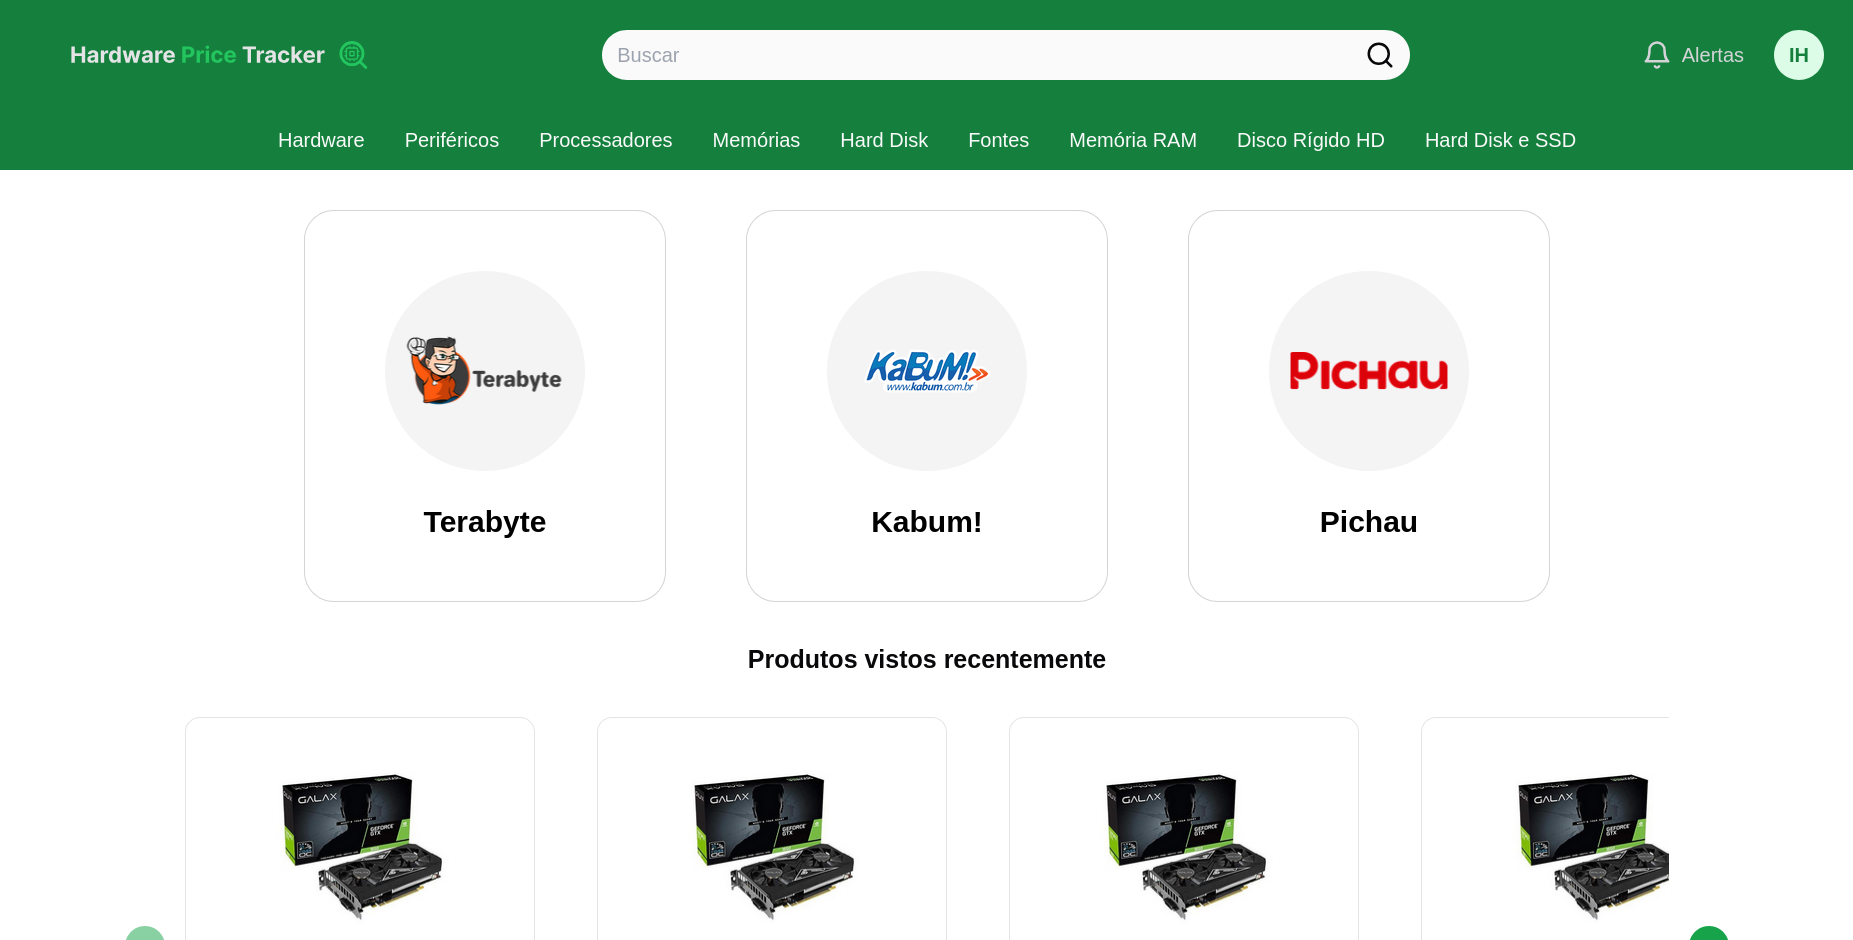 Hardware Price Tracker
Buscar
Alertas
IH
Hardware Periféricos Processadores Memórias Hard Disk Fontes Memória RAM Disco Rígido HD Hard Disk e SSD
Terabyte
KaBuM!
www.kabum.com.br
PICHAU
Terabyte
Kabum!
Pichau
Produtos vistos recentemente
GALAX
GEFORCE
GTX
GALAX
GEFORCE
GTX
GALAX
GEFORCE
GTX
GALAX
GEFORCE
GTX